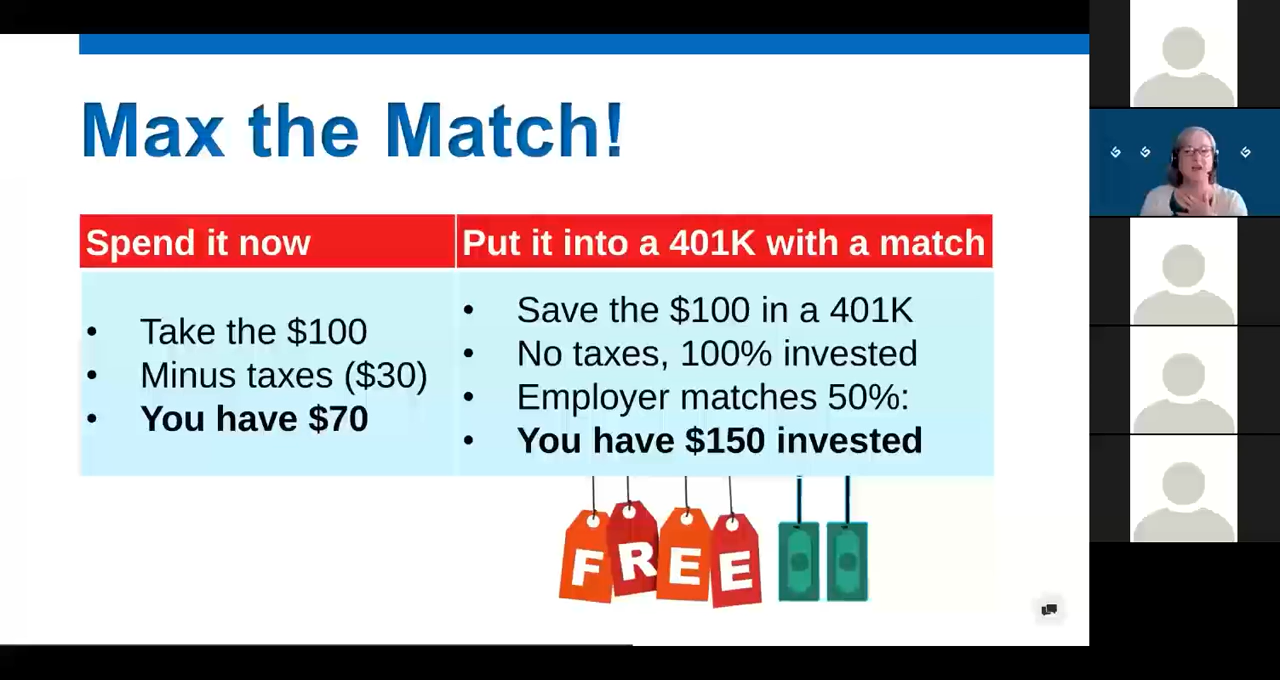 Max the Match!
Spend it now
Put it into a 401K with a match
• Take the $100
• Minus taxes ($30)
• You have $70
• Save the $100 in a 401K
• No taxes, 100% invested
• Employer matches 50%:
• You have $150 invested
FREE